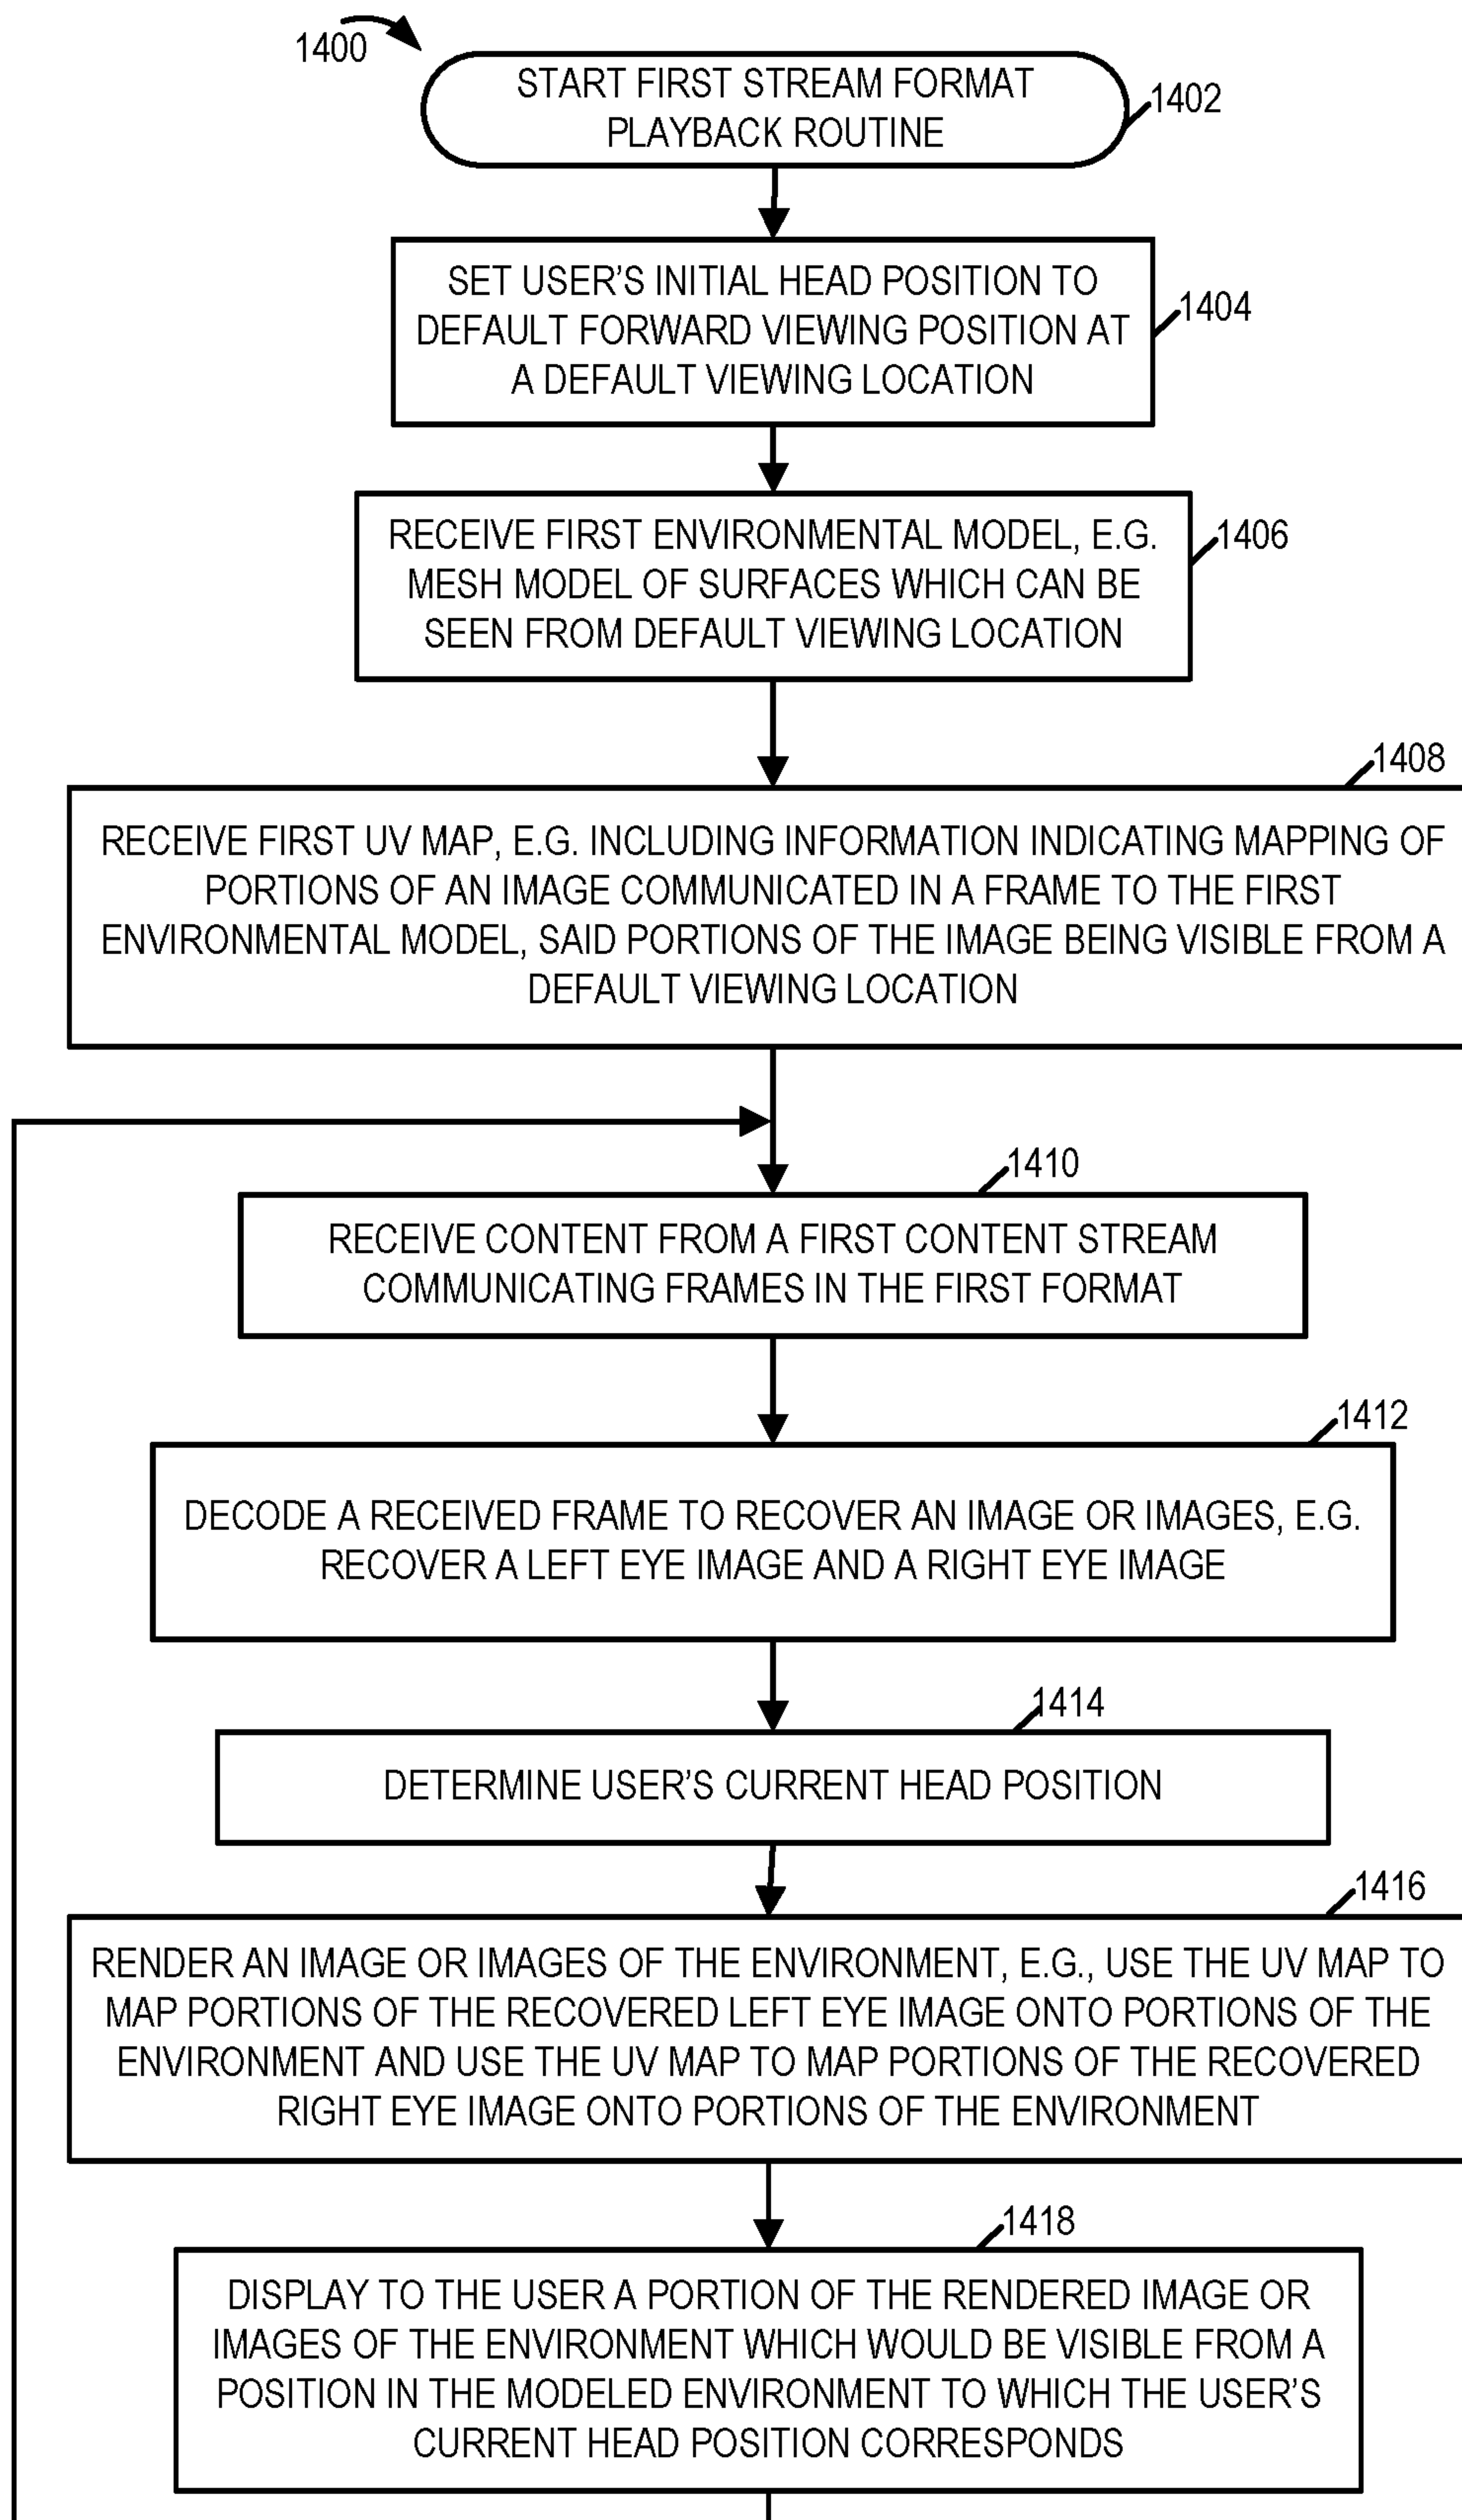 1400
START FIRST STREAM FORMAT
PLAYBACK ROUTINE
1402
SET USER'S INITIAL HEAD POSITION TO
DEFAULT FORWARD VIEWING POSITION AT
A DEFAULT VIEWING LOCATION
1404
RECEIVE FIRST ENVIRONMENTAL MODEL, E.G.
MESH MODEL OF SURFACES WHICH CAN BE
SEEN FROM DEFAULT VIEWING LOCATION
1406
1408
RECEIVE FIRST UV MAP, E.G. INCLUDING INFORMATION INDICATING MAPPING OF
PORTIONS OF AN IMAGE COMMUNICATED IN A FRAME TO THE FIRST
ENVIRONMENTAL MODEL, SAID PORTIONS OF THE IMAGE BEING VISIBLE FROM A
DEFAULT VIEWING LOCATION
1410
RECEIVE CONTENT FROM A FIRST CONTENT STREAM
COMMUNICATING FRAMES IN THE FIRST FORMAT
1412
DECODE A RECEIVED FRAME TO RECOVER AN IMAGE OR IMAGES, E.G.
RECOVER A LEFT EYE IMAGE AND A RIGHT EYE IMAGE
1414
DETERMINE USER'S CURRENT HEAD POSITION
1416
RENDER AN IMAGE OR IMAGES OF THE ENVIRONMENT, E.G., USE THE UV MAP TO
MAP PORTIONS OF THE RECOVERED LEFT EYE IMAGE ONTO PORTIONS OF THE
ENVIRONMENT AND USE THE UV MAP TO MAP PORTIONS OF THE RECOVERED
RIGHT EYE IMAGE ONTO PORTIONS OF THE ENVIRONMENT
1418
DISPLAY TO THE USER A PORTION OF THE RENDERED IMAGE OR
IMAGES OF THE ENVIRONMENT WHICH WOULD BE VISIBLE FROM A
POSITION IN THE MODELED ENVIRONMENT TO WHICH THE USER'S
CURRENT HEAD POSITION CORRESPONDS